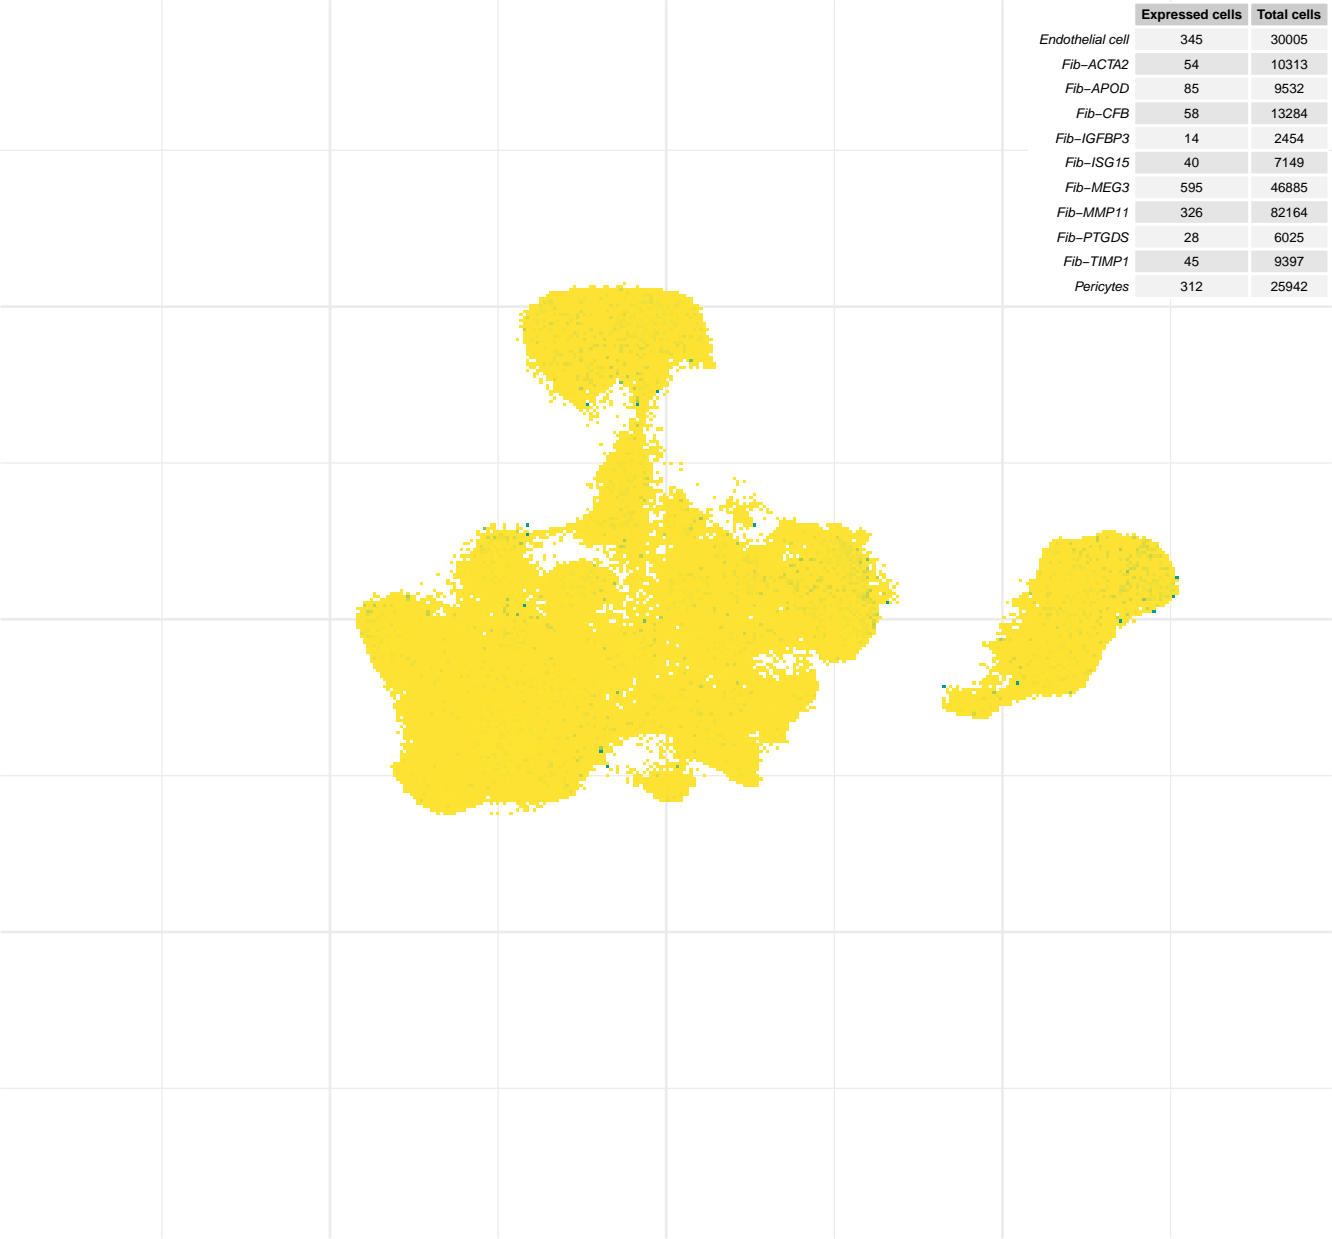 Expressed cells Total cells
Endothelial cell 345 30005
Fib−ACTA2 54 10313
Fib−APOD 85 9532
Fib−CFB 58 13284
Fib−IGFBP3 14 2454
Fib−ISG15 40 7149
Fib−MEG3 595 46885
Fib−MMP11 326 82164
Fib−PTGDS 28 6025
Fib−TIMP1 45 9397
Pericytes 312 25942